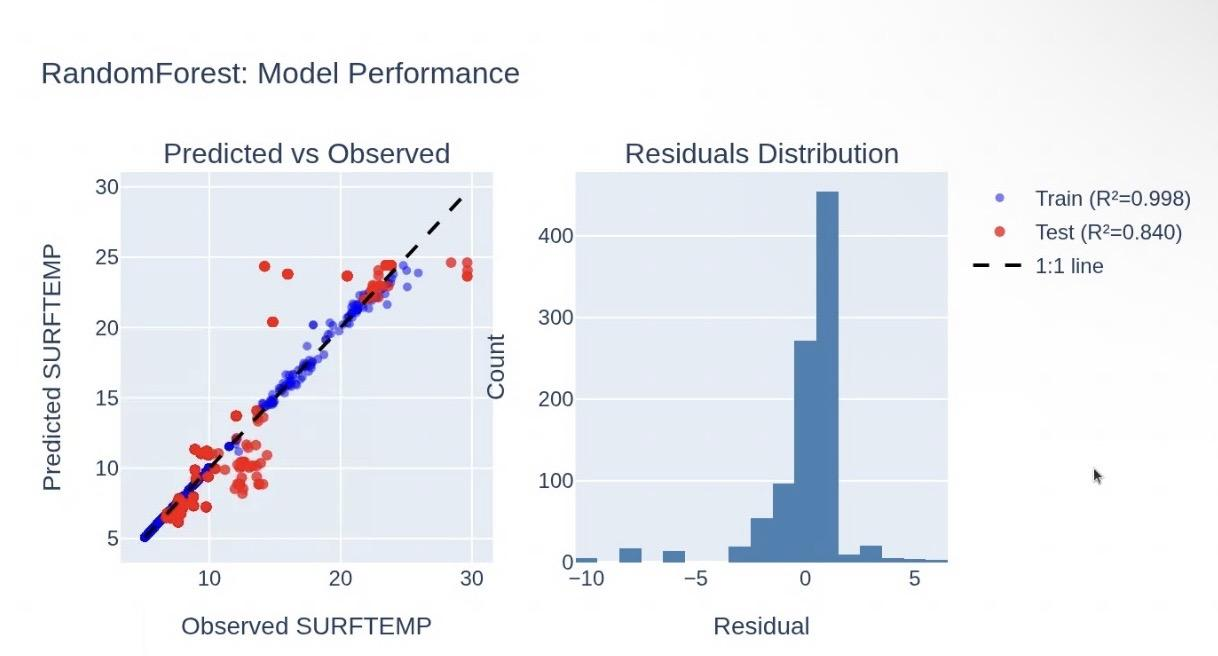 RandomForest: Model Performance
Predicted vs Observed
Predicted SURFTEMP
30
25
20
15
10
5
10
20
30
Observed SURFTEMP
Residuals Distribution
Count
400
300
200
100
0
−10
−5
0
5
Residual
Train (R²=0.998)
Test (R²=0.840)
1:1 line